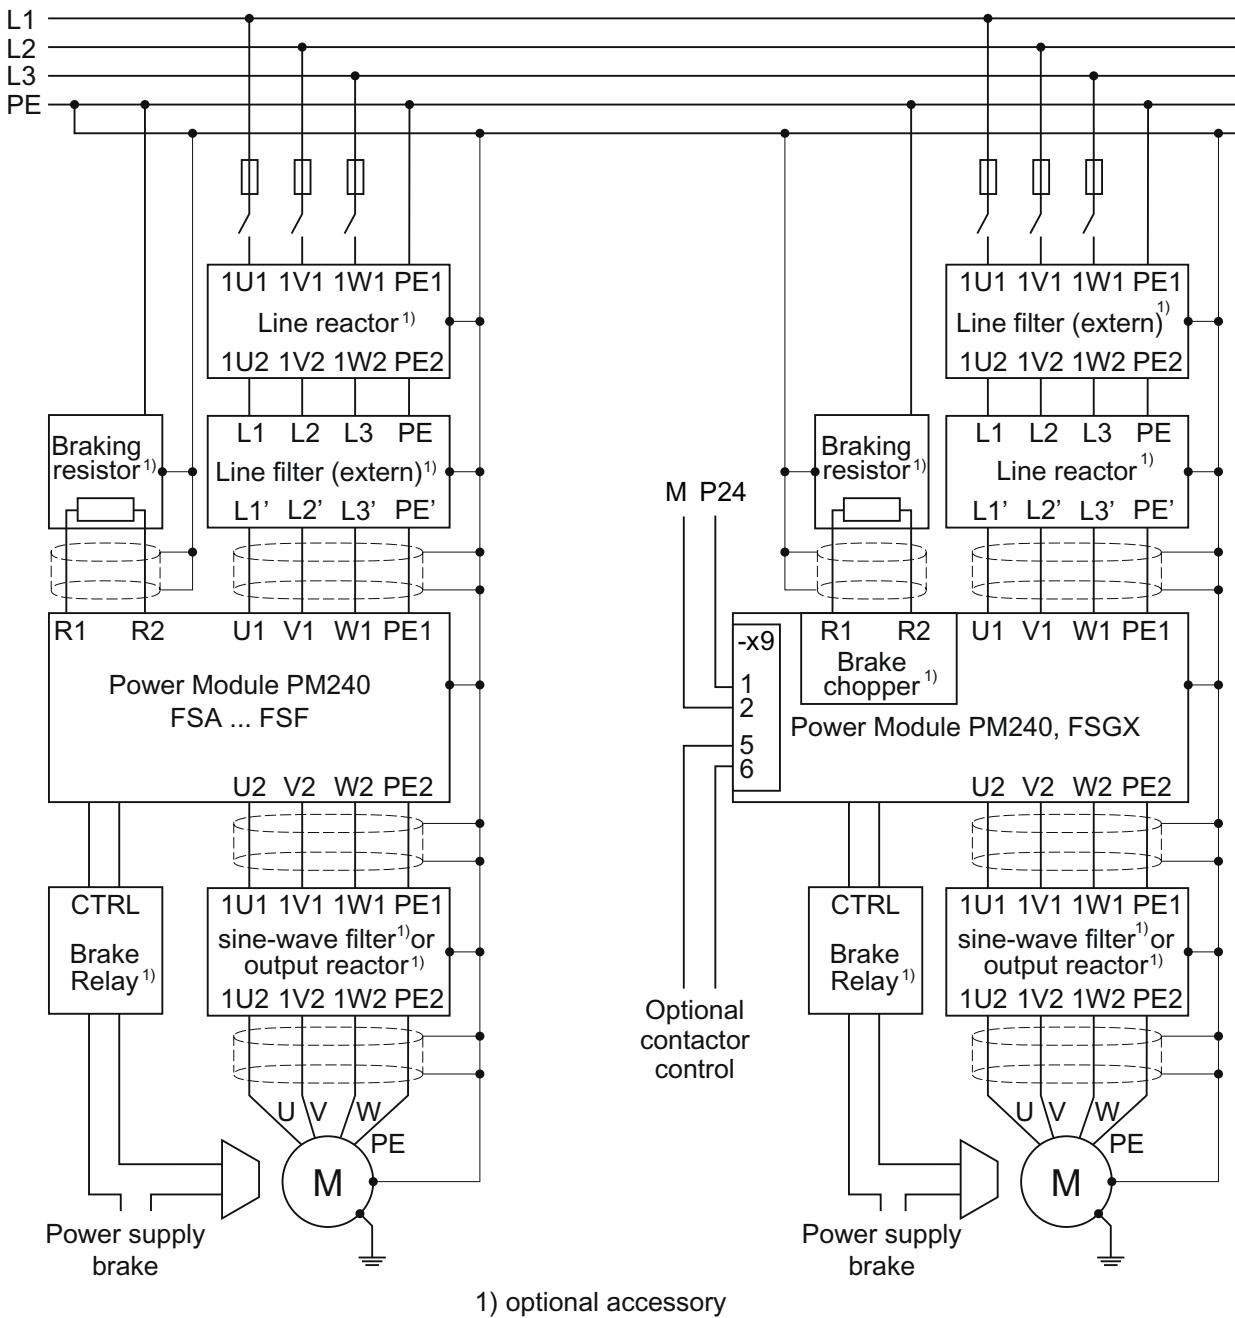 L1
L2
L3
PE
1U1 1V1 1W1 PE1
Line reactor 1)
1U2 1V2 1W2 PE2
L1 L2 L3 PE
Line filter (extern) 1)
L1' L2' L3' PE'
Braking
resistor 1)
R1 R2 U1 V1 W1 PE1
Power Module PM240
FSA ... FSF
U2 V2 W2 PE2
CTRL
Brake
Relay 1)
1U1 1V1 1W1 PE1
sine-wave filter 1) or
output reactor 1)
1U2 1V2 1W2 PE2
U V W
PE
M
Power supply
brake
1U1 1V1 1W1 PE1
Line filter (extern) 1)
1U2 1V2 1W2 PE2
L1 L2 L3 PE
Line reactor 1)
L1' L2' L3' PE'
Braking
resistor 1)
M P24
-x9
1
2
5
6
R1 R2 U1 V1 W1 PE1
Brake
chopper 1)
Power Module PM240, FSGX
U2 V2 W2 PE2
Optional
contactor
control
CTRL
Brake
Relay 1)
1U1 1V1 1W1 PE1
sine-wave filter 1) or
output reactor 1)
1U2 1V2 1W2 PE2
U V W
PE
M
Power supply
brake
1) optional accessory